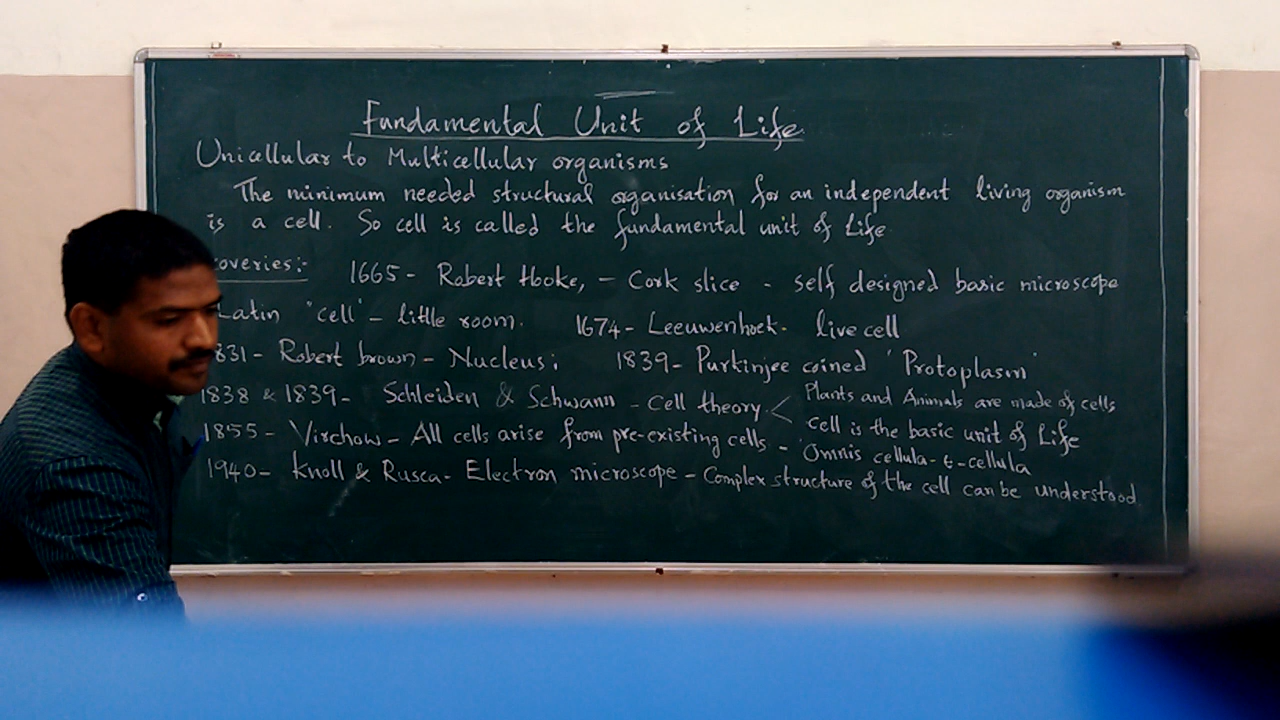 Fundamental Unit of Life
Unicellular to Multicellular organisms
The minimum needed structural organisation for an independent living organism
is a cell. So cell is called the fundamental unit of Life
coveries:- 1665- Robert Hooke, - Cork slice - self designed basic microscope
Latin "cell" - little room. 1674- Leeuwenhoek- live cell
831- Robert brown - Nucleus; 1839- Purkinjee coined 'Protoplasm'
1838 & 1839- Schleiden & Schwann - Cell theory < Plants and Animals are made of cells
cell is the basic unit of Life
1855- Virchow - All cells arise from pre-existing cells - 'Omnis cellula-e-cellula
1940- Knoll & Rusca- Electron microscope - Complex structure of the cell can be understood